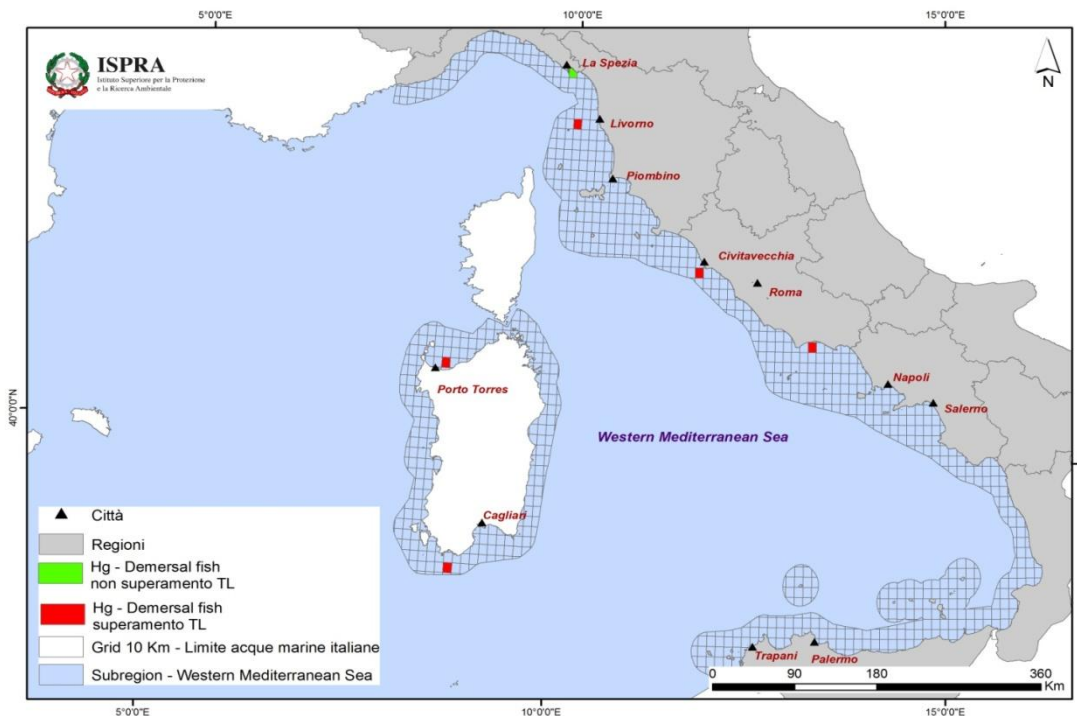 5°0'0"E
10°0'0"E
15°0'0"E
ISPRA
Istituto Superiore per la Protezione
e la Ricerca Ambientale
N
La Spezia
Livorno
Piombino
Civitavecchia
Roma
Napoli
Salerno
Porto Torres
40°0'0"N
Western Mediterranean Sea
Cagliari
Città
Regioni
Hg - Demersal fish
non superamento TL
Hg - Demersal fish
superamento TL
Grid 10 Km - Limite acque marine italiane
Subregion - Western Mediterranean Sea
Trapani
Palermo
0 90 180 360
Km
5°0'0"E
10°0'0"E
15°0'0"E